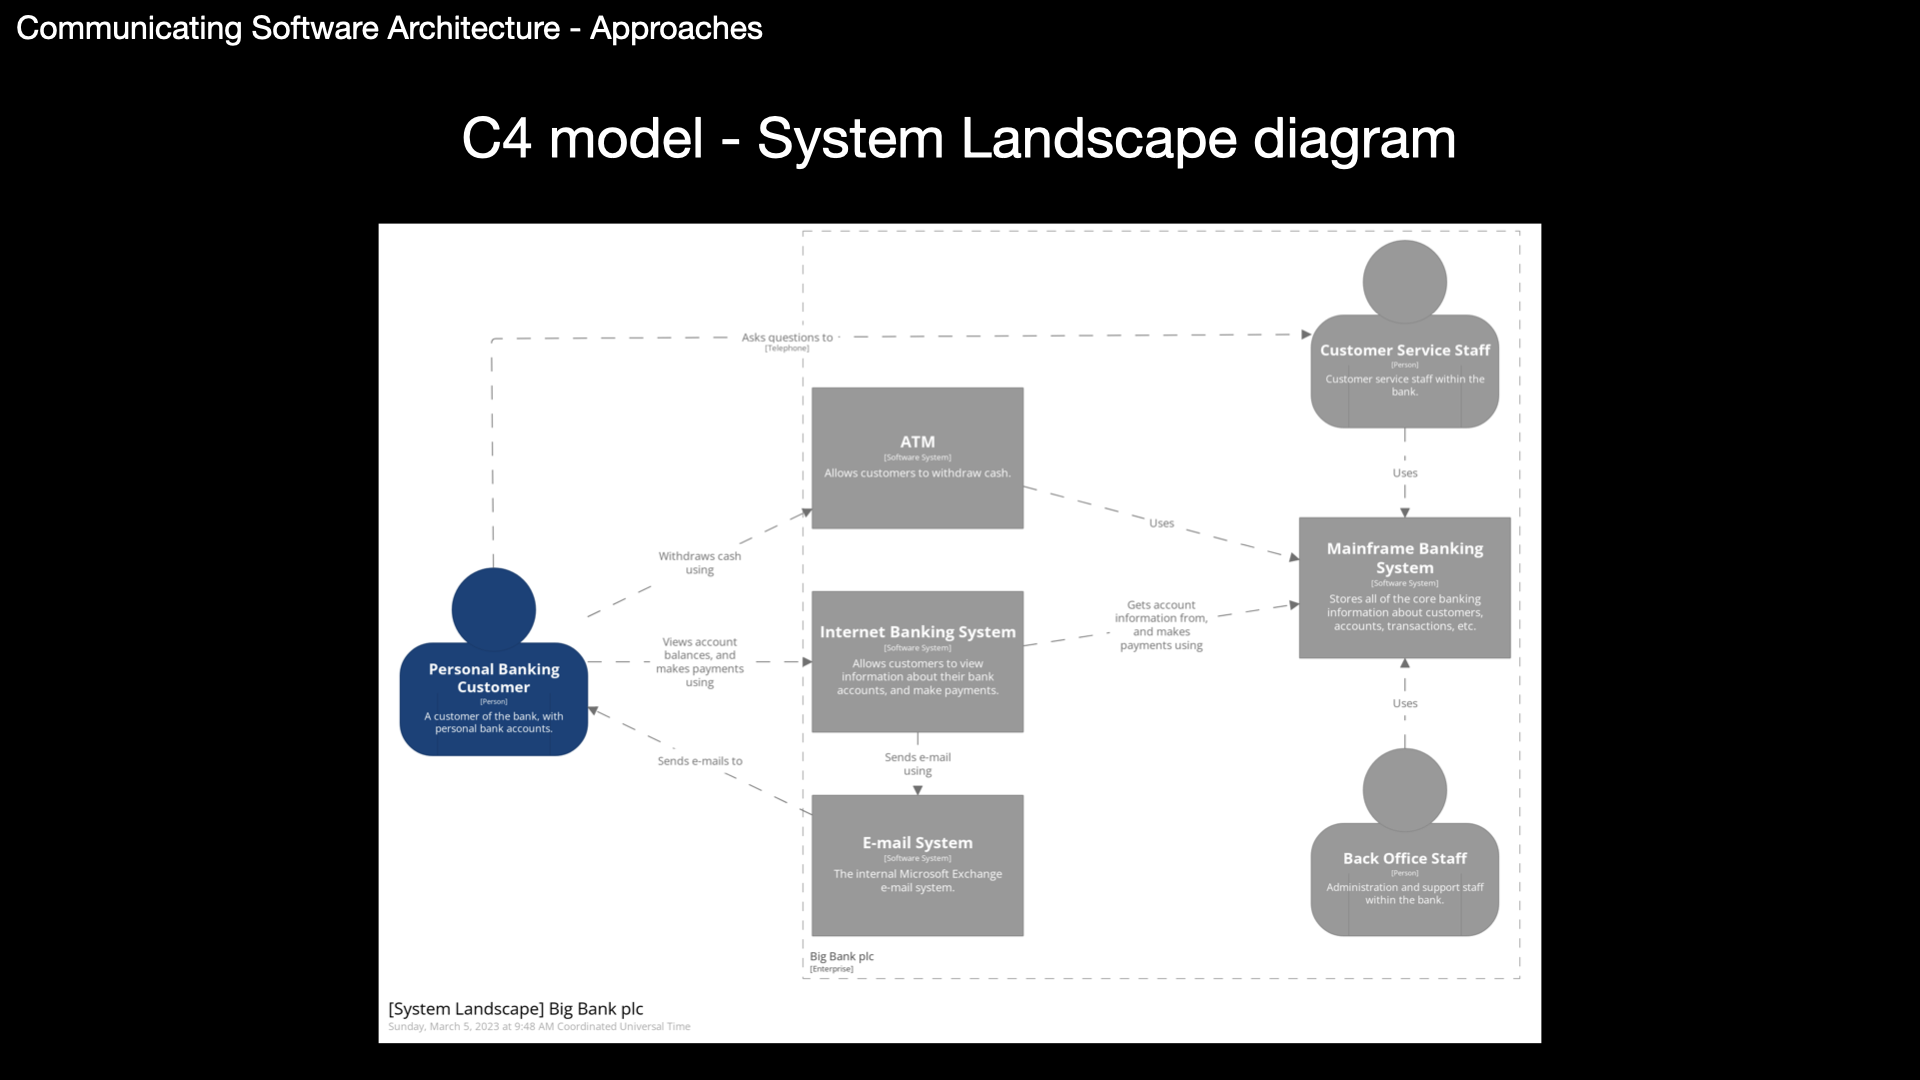 Communicating Software Architecture - Approaches
C4 model - System Landscape diagram
Asks questions to
[Telephone]
Customer Service Staff
[Person]
Customer service staff within the
bank.
ATM
[Software System]
Allows customers to withdraw cash.
Uses
Uses
Withdraws cash
using
Mainframe Banking
System
[Software System]
Stores all of the core banking
information about customers,
accounts, transactions, etc.
Gets account
information from,
and makes
payments using
Internet Banking System
[Software System]
Allows customers to view
information about their bank
accounts, and make payments.
Views account
balances, and
makes payments
using
Personal Banking
Customer
[Person]
A customer of the bank, with
personal bank accounts.
Uses
Sends e-mails to
Sends e-mail
using
E-mail System
[Software System]
The internal Microsoft Exchange
e-mail system.
Back Office Staff
[Person]
Administration and support staff
within the bank.
Big Bank plc
[Enterprise]
[System Landscape] Big Bank plc
Sunday, March 5, 2023 at 9:48 AM Coordinated Universal Time